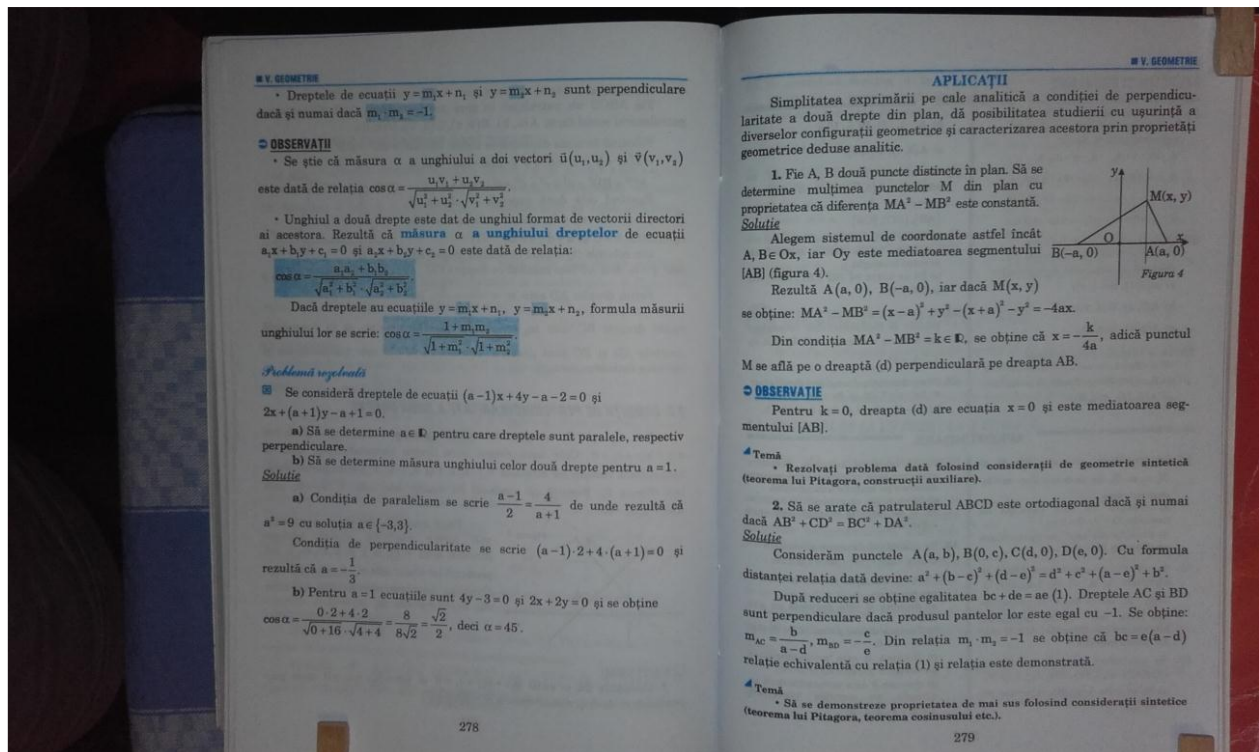 V. GEOMETRIE
• Dreptele de ecuații y = m₁x + n₁ și y = m₂x + n₂ sunt perpendiculare
dacă și numai dacă m₁ · m₂ = −1.
OBSERVAȚII
• Se știe că măsura α a unghiului a doi vectori ū(u₁, u₂) și v̄(v₁, v₂)
este dată de relația cos α = (u₁v₁ + u₂v₂) / (√(u₁² + u₂²) · √(v₁² + v₂²)).
• Unghiul a două drepte este dat de unghiul format de vectorii directori
ai acestora. Rezultă că măsura α a unghiului dreptelor de ecuații
a₁x + b₁y + c₁ = 0 și a₂x + b₂y + c₂ = 0 este dată de relația:
cos α = (a₁a₂ + b₁b₂) / (√(a₁² + b₁²) · √(a₂² + b₂²)).
Dacă dreptele au ecuațiile y = m₁x + n₁, y = m₂x + n₂, formula măsurii
unghiului lor se scrie: cos α = (1 + m₁m₂) / (√(1 + m₁²) · √(1 + m₂²)).
Problemă rezolvată
Se consideră dreptele de ecuații (a − 1)x + 4y − a − 2 = 0 și
2x + (a + 1)y − a + 1 = 0.
a) Să se determine a ∈ ℝ pentru care dreptele sunt paralele, respectiv
perpendiculare.
b) Să se determine măsura unghiului celor două drepte pentru a = 1.
Soluție
a) Condiția de paralelism se scrie (a − 1)/2 = 4/(a + 1) de unde rezultă că
a² = 9 cu soluția a ∈ {−3,3}.
Condiția de perpendicularitate se scrie (a − 1) · 2 + 4 · (a + 1) = 0 și
rezultă că a = −1/3.
b) Pentru a = 1 ecuațiile sunt 4y − 3 = 0 și 2x + 2y = 0 și se obține
cos α = (0 · 2 + 4 · 2) / (√(0 + 16) · √(4 + 4)) = 8/(8√2) = √2/2, deci α = 45°.
278
V. GEOMETRIE
APLICAȚII
Simplitatea exprimării pe cale analitică a condiției de perpendicu-
laritate a două drepte din plan, dă posibilitatea studierii cu ușurință a
diverselor configurații geometrice și caracterizarea acestora prin proprietăți
geometrice deduse analitic.
1. Fie A, B două puncte distincte în plan. Să se
determine mulțimea punctelor M din plan cu
proprietatea că diferența MA² − MB² este constantă.
Soluție
Alegem sistemul de coordonate astfel încât
A, B ∈ Ox, iar Oy este mediatoarea segmentului
[AB] (figura 4).
y
M(x, y)
O
x
B(−a, 0)
A(a, 0)
Figura 4
Rezultă A(a, 0), B(−a, 0), iar dacă M(x, y)
se obține: MA² − MB² = (x − a)² + y² − (x + a)² − y² = −4ax.
Din condiția MA² − MB² = k ∈ ℝ, se obține că x = −k/(4a), adică punctul
M se află pe o dreaptă (d) perpendiculară pe dreapta AB.
OBSERVAȚIE
Pentru k = 0, dreapta (d) are ecuația x = 0 și este mediatoarea seg-
mentului [AB].
Temă
• Rezolvați problema dată folosind considerații de geometrie sintetică
(teorema lui Pitagora, construcții auxiliare).
2. Să se arate că patrulaterul ABCD este ortodiagonal dacă și numai
dacă AB² + CD² = BC² + DA².
Soluție
Considerăm punctele A(a, b), B(0, c), C(d, 0), D(e, 0). Cu formula
distanței relația dată devine: a² + (b − c)² + (d − e)² = d² + c² + (a − e)² + b².
După reduceri se obține egalitatea bc + de = ae (1). Dreptele AC și BD
sunt perpendiculare dacă produsul pantelor lor este egal cu −1. Se obține:
m_AC = b/(a − d), m_BD = −c/e. Din relația m₁ · m₂ = −1 se obține că bc = e(a − d)
relație echivalentă cu relația (1) și relația este demonstrată.
Temă
• Să se demonstreze proprietatea de mai sus folosind considerații sintetice
(teorema lui Pitagora, teorema cosinusului etc.).
279